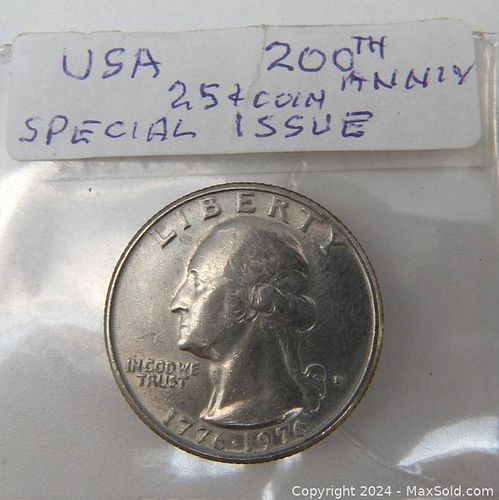 USA 200TH
25¢ COIN ANNIV
SPECIAL ISSUE
LIBERTY
IN GOD WE
TRUST
1776·1976
Copyright 2024 - MaxSold.com